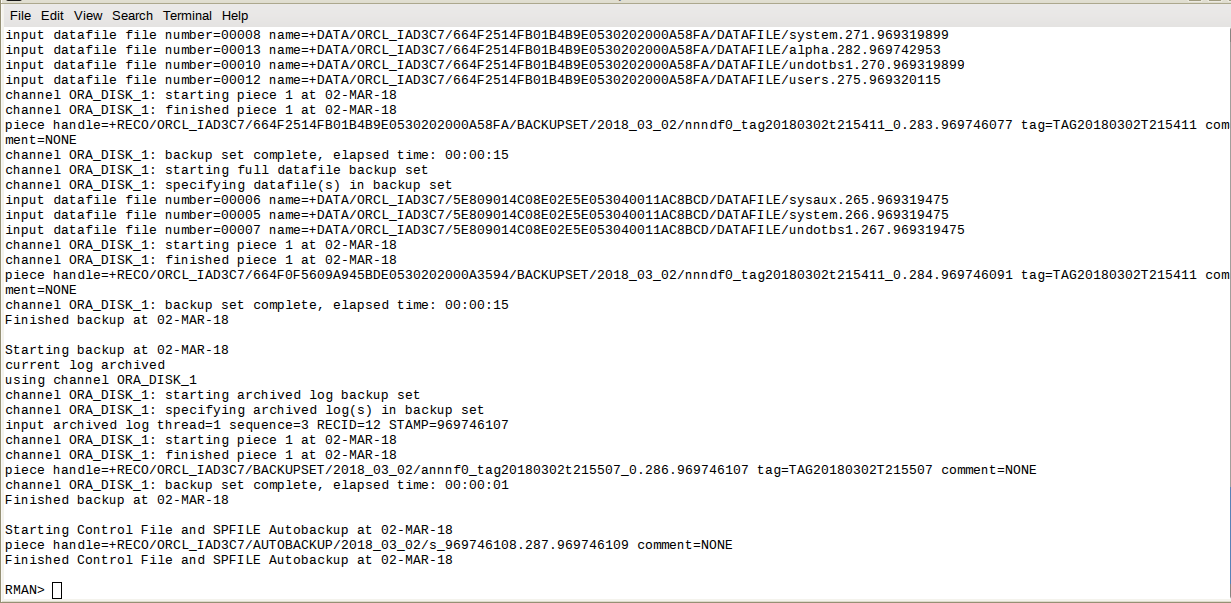 File Edit View Search Terminal Help
input datafile file number=00008 name=+DATA/ORCL_IAD3C7/664F2514FB01B4B9E0530202000A58FA/DATAFILE/system.271.969319899
input datafile file number=00013 name=+DATA/ORCL_IAD3C7/664F2514FB01B4B9E0530202000A58FA/DATAFILE/alpha.282.969742953
input datafile file number=00010 name=+DATA/ORCL_IAD3C7/664F2514FB01B4B9E0530202000A58FA/DATAFILE/undotbs1.270.969319899
input datafile file number=00012 name=+DATA/ORCL_IAD3C7/664F2514FB01B4B9E0530202000A58FA/DATAFILE/users.275.969320115
channel ORA_DISK_1: starting piece 1 at 02-MAR-18
channel ORA_DISK_1: finished piece 1 at 02-MAR-18
piece handle=+RECO/ORCL_IAD3C7/664F2514FB01B4B9E0530202000A58FA/BACKUPSET/2018_03_02/nnndf0_tag20180302t215411_0.283.969746077 tag=TAG20180302T215411 com
ment=NONE
channel ORA_DISK_1: backup set complete, elapsed time: 00:00:15
channel ORA_DISK_1: starting full datafile backup set
channel ORA_DISK_1: specifying datafile(s) in backup set
input datafile file number=00006 name=+DATA/ORCL_IAD3C7/5E809014C08E02E5E053040011AC8BCD/DATAFILE/sysaux.265.969319475
input datafile file number=00005 name=+DATA/ORCL_IAD3C7/5E809014C08E02E5E053040011AC8BCD/DATAFILE/system.266.969319475
input datafile file number=00007 name=+DATA/ORCL_IAD3C7/5E809014C08E02E5E053040011AC8BCD/DATAFILE/undotbs1.267.969319475
channel ORA_DISK_1: starting piece 1 at 02-MAR-18
channel ORA_DISK_1: finished piece 1 at 02-MAR-18
piece handle=+RECO/ORCL_IAD3C7/664F0F5609A945BDE0530202000A3594/BACKUPSET/2018_03_02/nnndf0_tag20180302t215411_0.284.969746091 tag=TAG20180302T215411 com
ment=NONE
channel ORA_DISK_1: backup set complete, elapsed time: 00:00:15
Finished backup at 02-MAR-18

Starting backup at 02-MAR-18
current log archived
using channel ORA_DISK_1
channel ORA_DISK_1: starting archived log backup set
channel ORA_DISK_1: specifying archived log(s) in backup set
input archived log thread=1 sequence=3 RECID=12 STAMP=969746107
channel ORA_DISK_1: starting piece 1 at 02-MAR-18
channel ORA_DISK_1: finished piece 1 at 02-MAR-18
piece handle=+RECO/ORCL_IAD3C7/BACKUPSET/2018_03_02/annnf0_tag20180302t215507_0.286.969746107 tag=TAG20180302T215507 comment=NONE
channel ORA_DISK_1: backup set complete, elapsed time: 00:00:01
Finished backup at 02-MAR-18

Starting Control File and SPFILE Autobackup at 02-MAR-18
piece handle=+RECO/ORCL_IAD3C7/AUTOBACKUP/2018_03_02/s_969746108.287.969746109 comment=NONE
Finished Control File and SPFILE Autobackup at 02-MAR-18

RMAN>